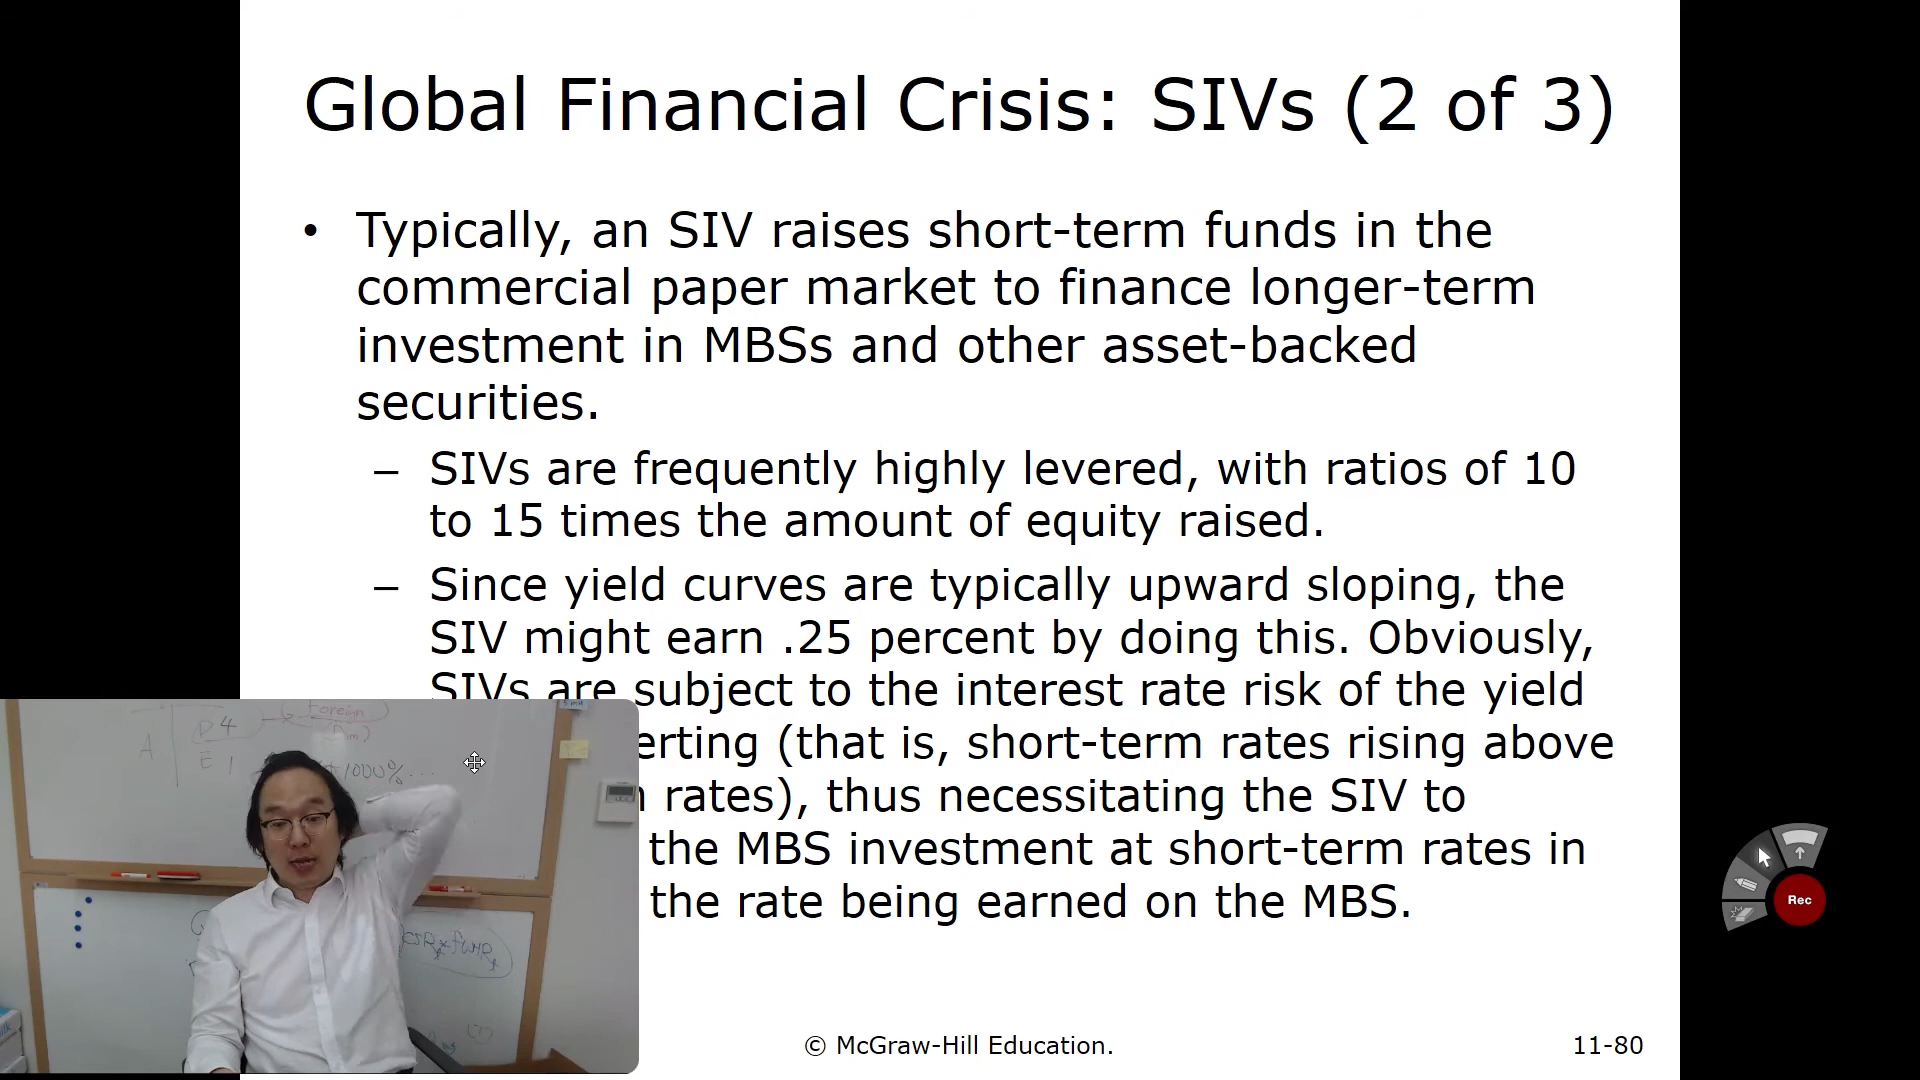 Global Financial Crisis: SIVs (2 of 3)
• Typically, an SIV raises short-term funds in the
commercial paper market to finance longer-term
investment in MBSs and other asset-backed
securities.
– SIVs are frequently highly levered, with ratios of 10
to 15 times the amount of equity raised.
– Since yield curves are typically upward sloping, the
SIV might earn .25 percent by doing this. Obviously,
SIVs are subject to the interest rate risk of the yield
erting (that is, short-term rates rising above
rates), thus necessitating the SIV to
the MBS investment at short-term rates in
the rate being earned on the MBS.
Foreign
A
D 4
E 1
1000%...
Rec
© McGraw-Hill Education.
11-80